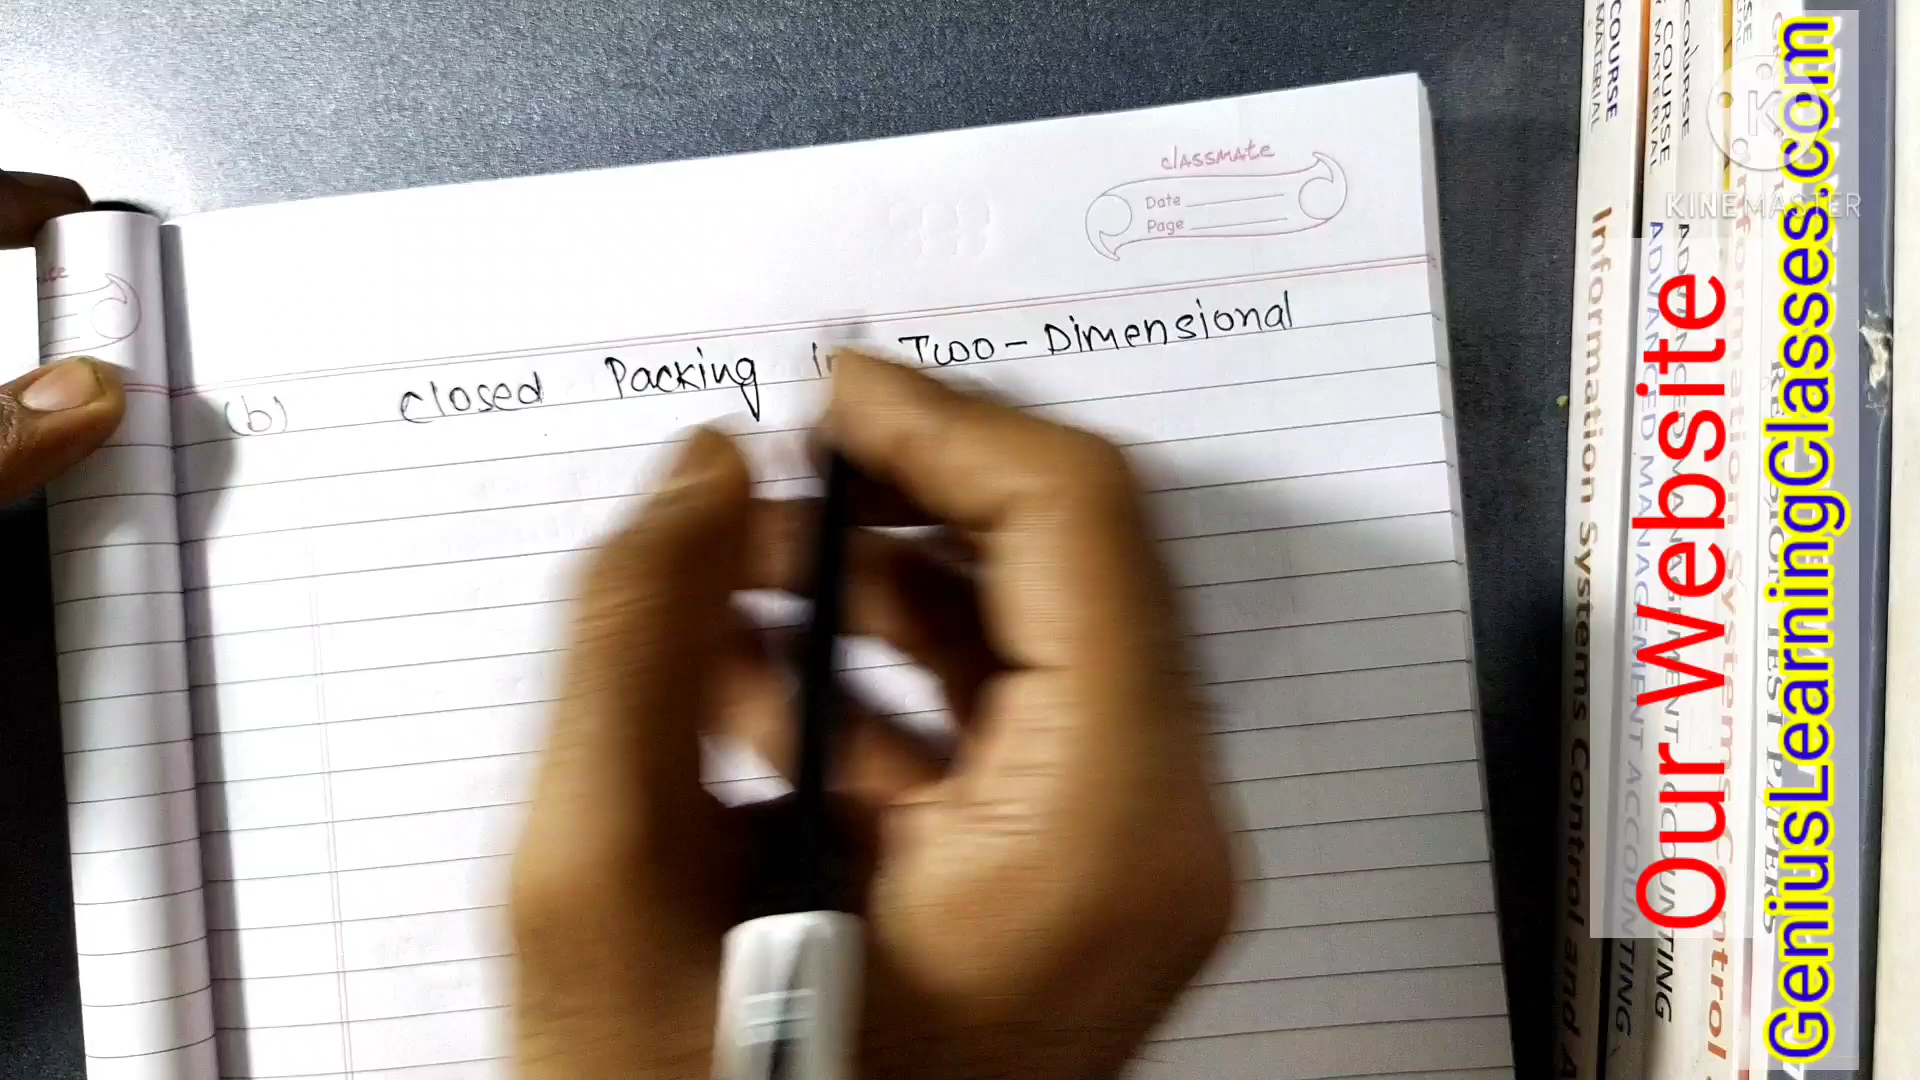 classmate
Date
Page
(b) Closed Packing in Two-Dimensional
Our Website
GeniusLearningClasses.com
KINEMASTER
COURSE
MATERIAL
COURSE
MATERIAL
Information Systems Control and
ADVANCED MANAGEMENT ACCOUNTING